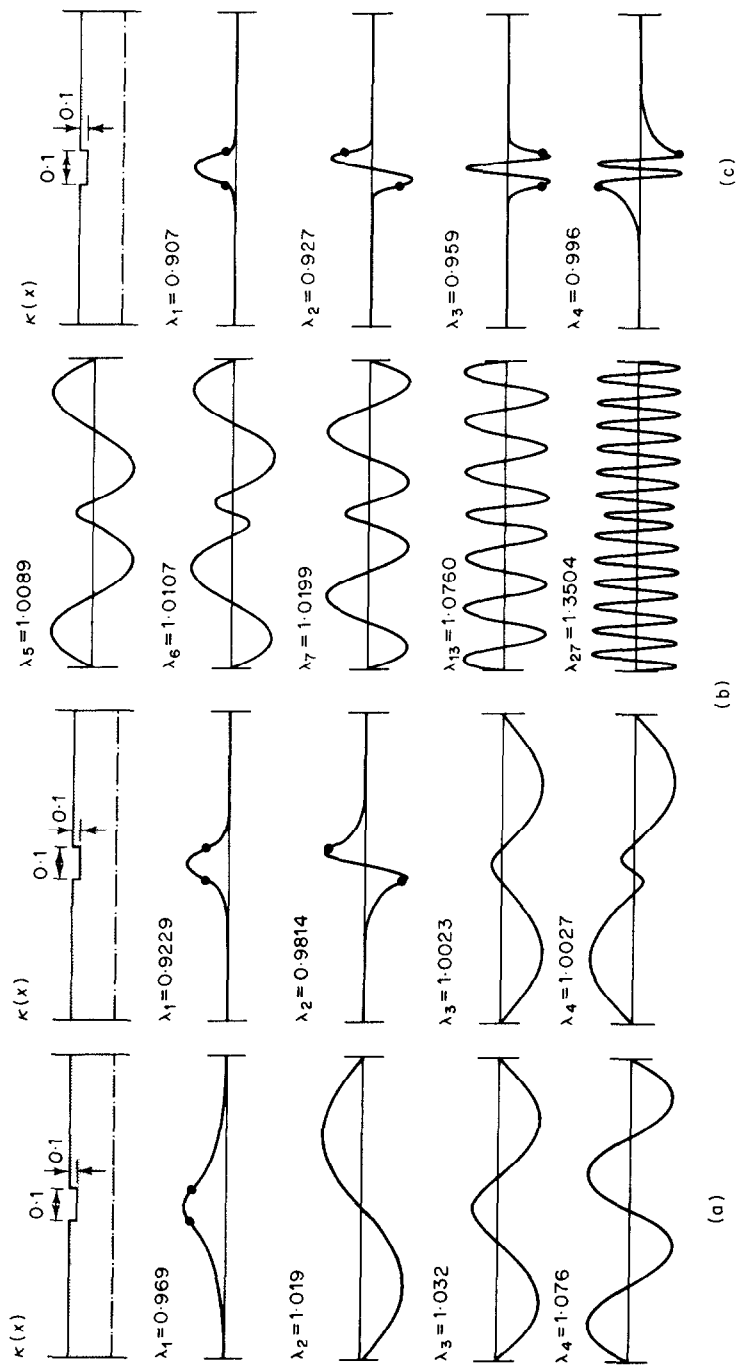 κ(x)
0·1
0·1
λ₁=0·969
λ₂=1·019
λ₃=1·032
λ₄=1·076
(a)
κ(x)
0·1
0·1
λ₁=0·9229
λ₂=0·9814
λ₃=1·0023
λ₄=1·0027
λ₅=1·0089
λ₆=1·0107
λ₇=1·0199
λ₁₃=1·0760
λ₂₇=1·3504
(b)
κ(x)
0·1
0·1
λ₁=0·907
λ₂=0·927
λ₃=0·959
λ₄=0·996
(c)